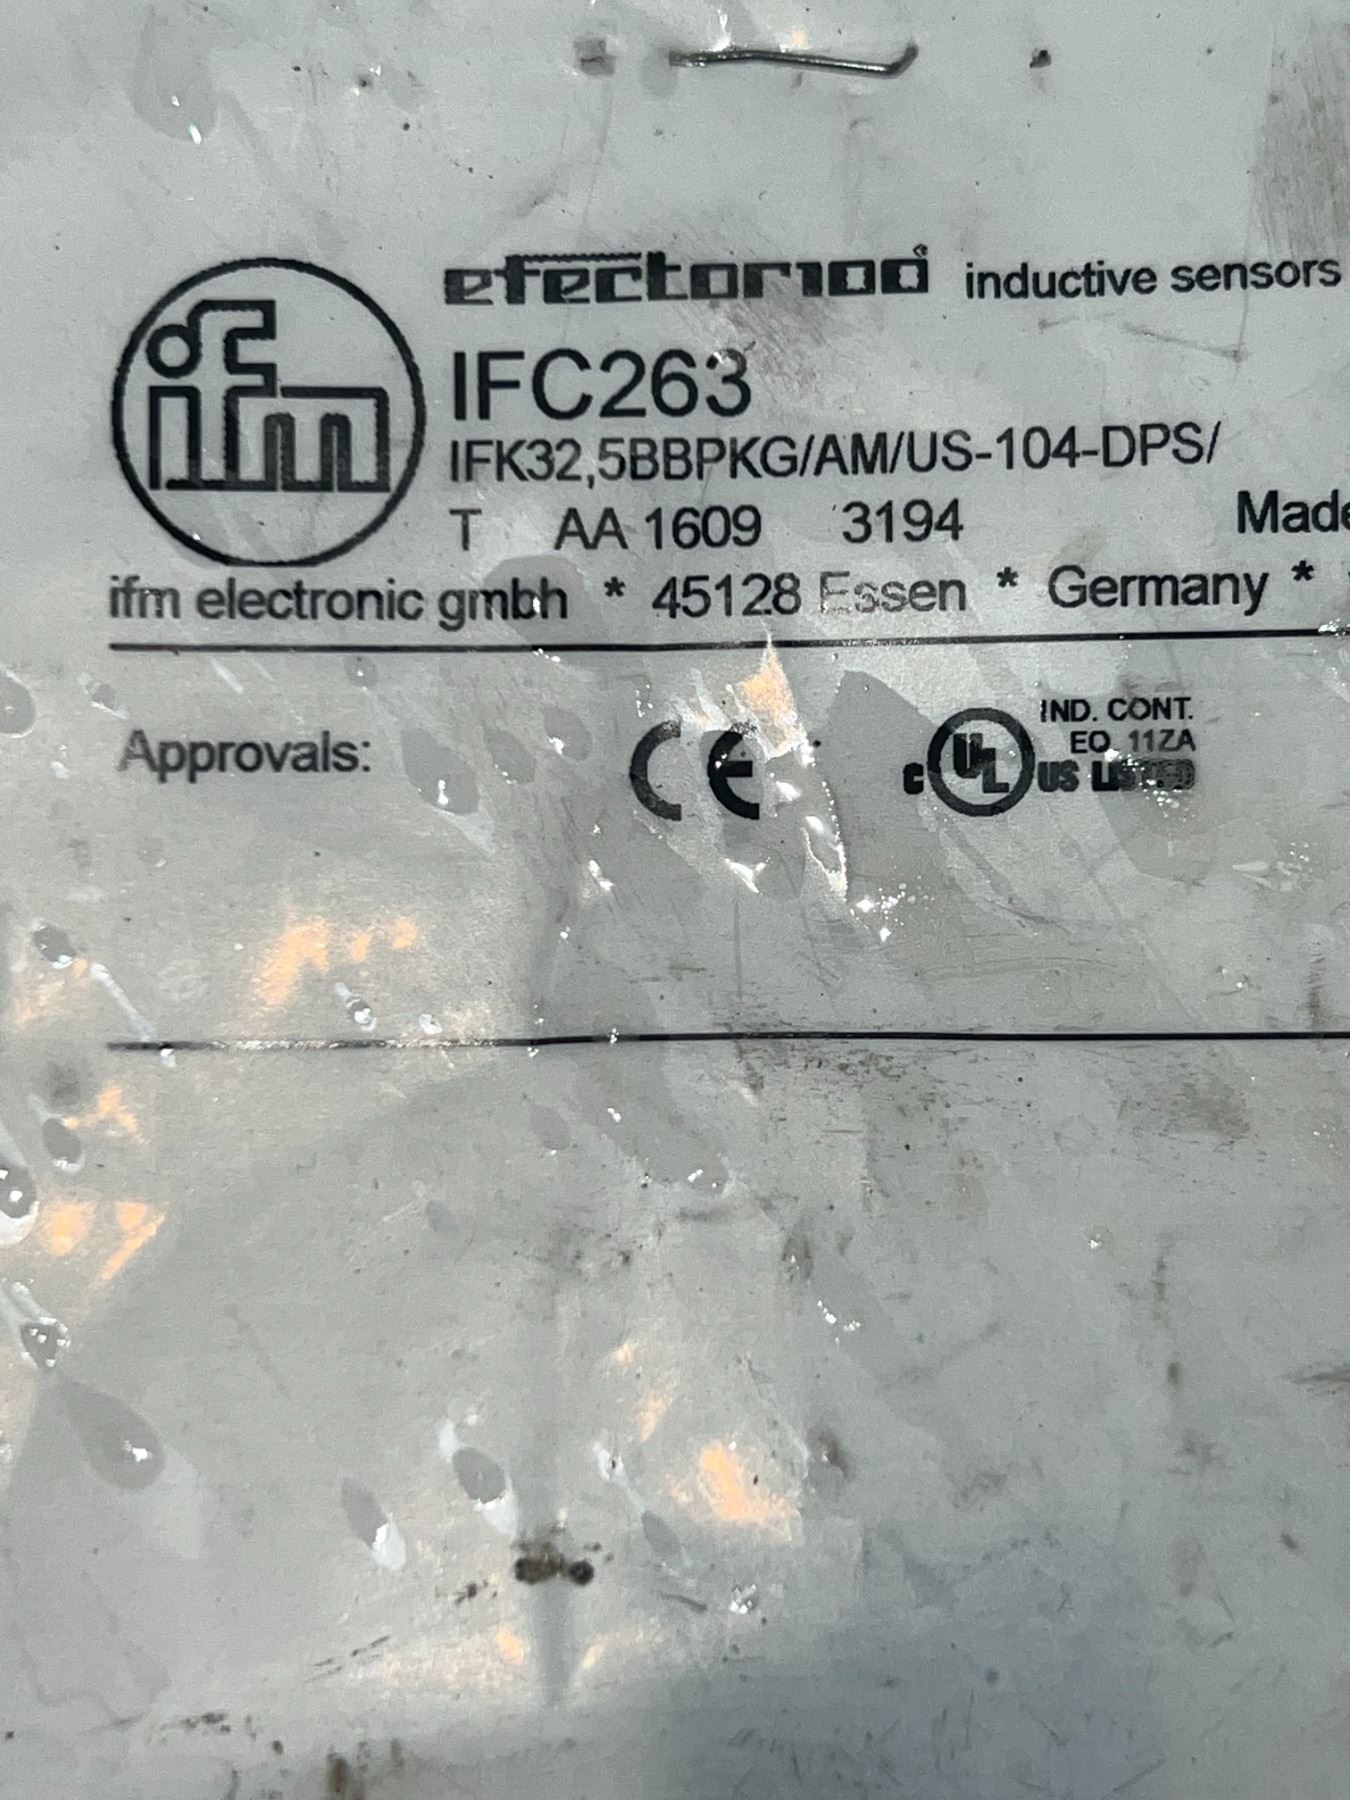 ifm
efector100 inductive sensors
IFC263
IFK32,5BBPKG/AM/US-104-DPS/
T AA 1609 3194 Made
ifm electronic gmbh * 45128 Essen * Germany *
Approvals: CE
IND. CONT.
EQ 11ZA
C UL US LISTED